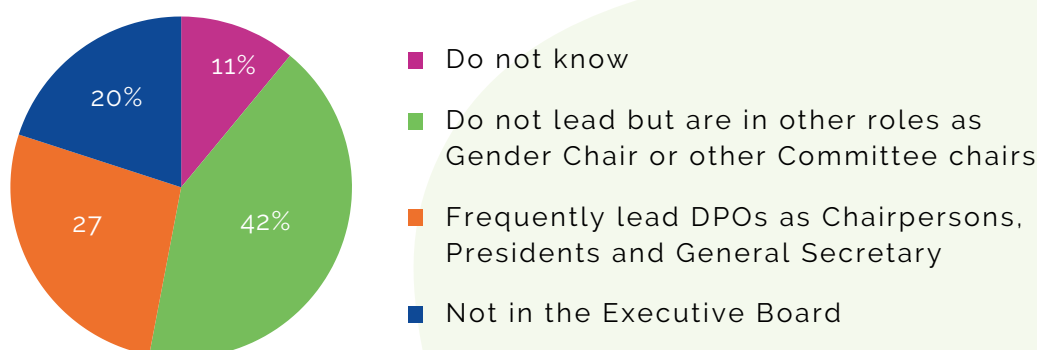 11%
20%
27
42%
Do not know
Do not lead but are in other roles as
Gender Chair or other Committee chairs
Frequently lead DPOs as Chairpersons,
Presidents and General Secretary
Not in the Executive Board